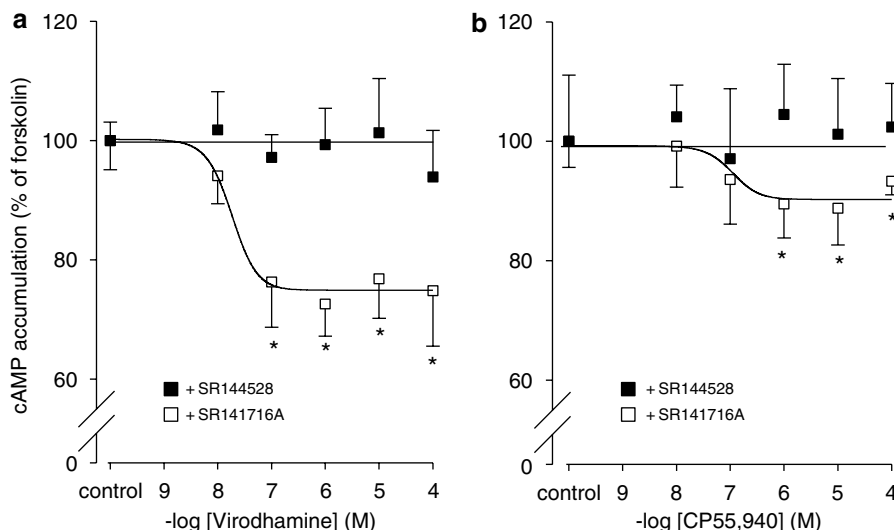 a
120
100
80
60
0
cAMP accumulation (% of forskolin)
*
*
*
*
+ SR144528
+ SR141716A
control 9 8 7 6 5 4
-log [Virodhamine] (M)
b
120
100
80
60
0
*
*
*
+ SR144528
+ SR141716A
control 9 8 7 6 5 4
-log [CP55,940] (M)